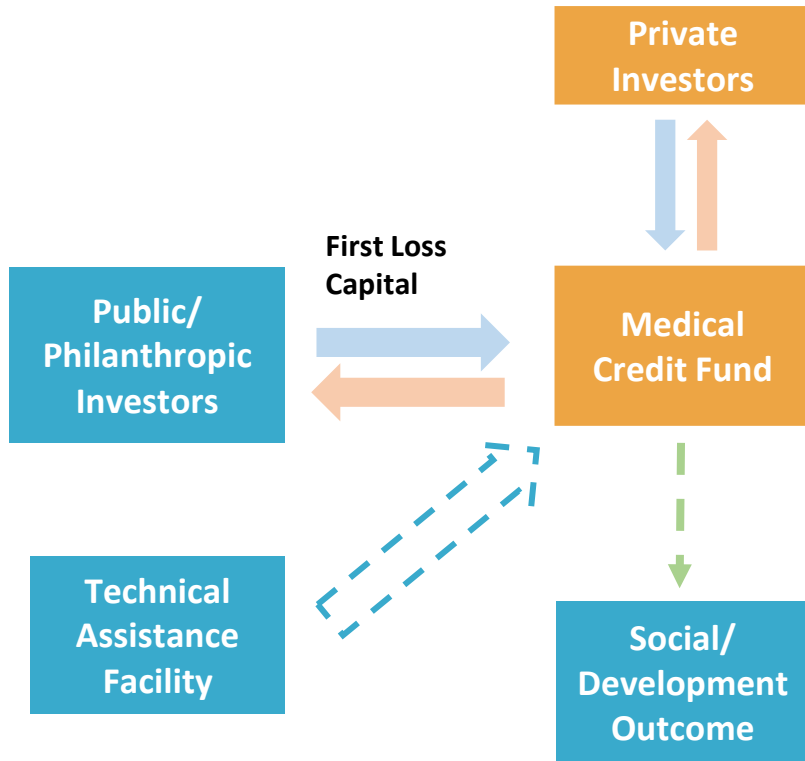 Private
Investors
First Loss
Capital
Public/
Philanthropic
Investors
Medical
Credit Fund
Technical
Assistance
Facility
Social/
Development
Outcome